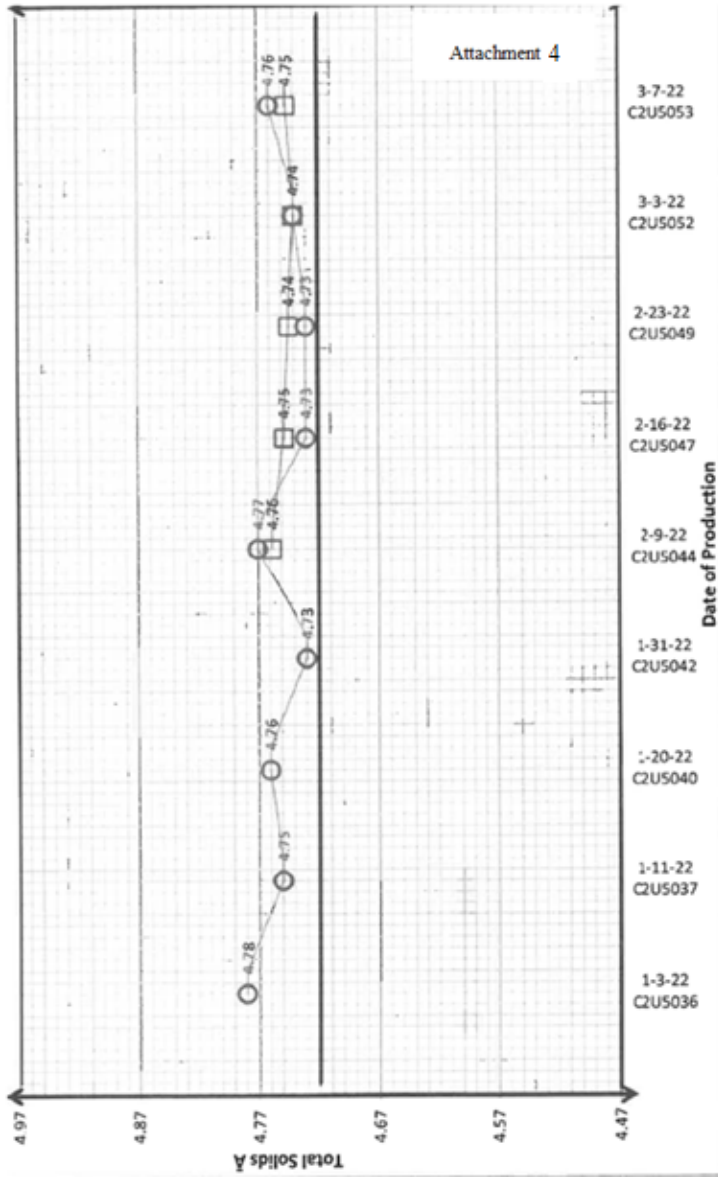 Attachment 4
Total Solids Ā
4.97
4.87
4.77
4.67
4.57
4.47
4.78
4.75
4.76
4.73
4.77
4.76
4.75
4.73
4.74
4.73
4.74
4.76
4.75
1-3-22
C2U5036
1-11-22
C2U5037
1-20-22
C2U5040
1-31-22
C2U5042
2-9-22
C2U5044
2-16-22
C2U5047
2-23-22
C2U5049
3-3-22
C2U5052
3-7-22
C2U5053
Date of Production